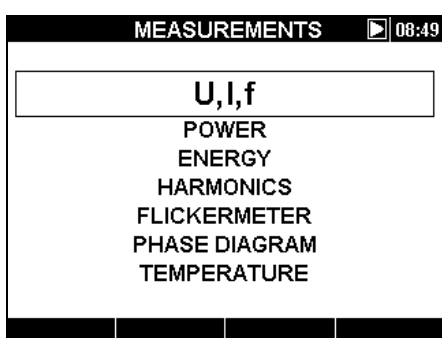 MEASUREMENTS 08:49
U,I,f
POWER
ENERGY
HARMONICS
FLICKERMETER
PHASE DIAGRAM
TEMPERATURE